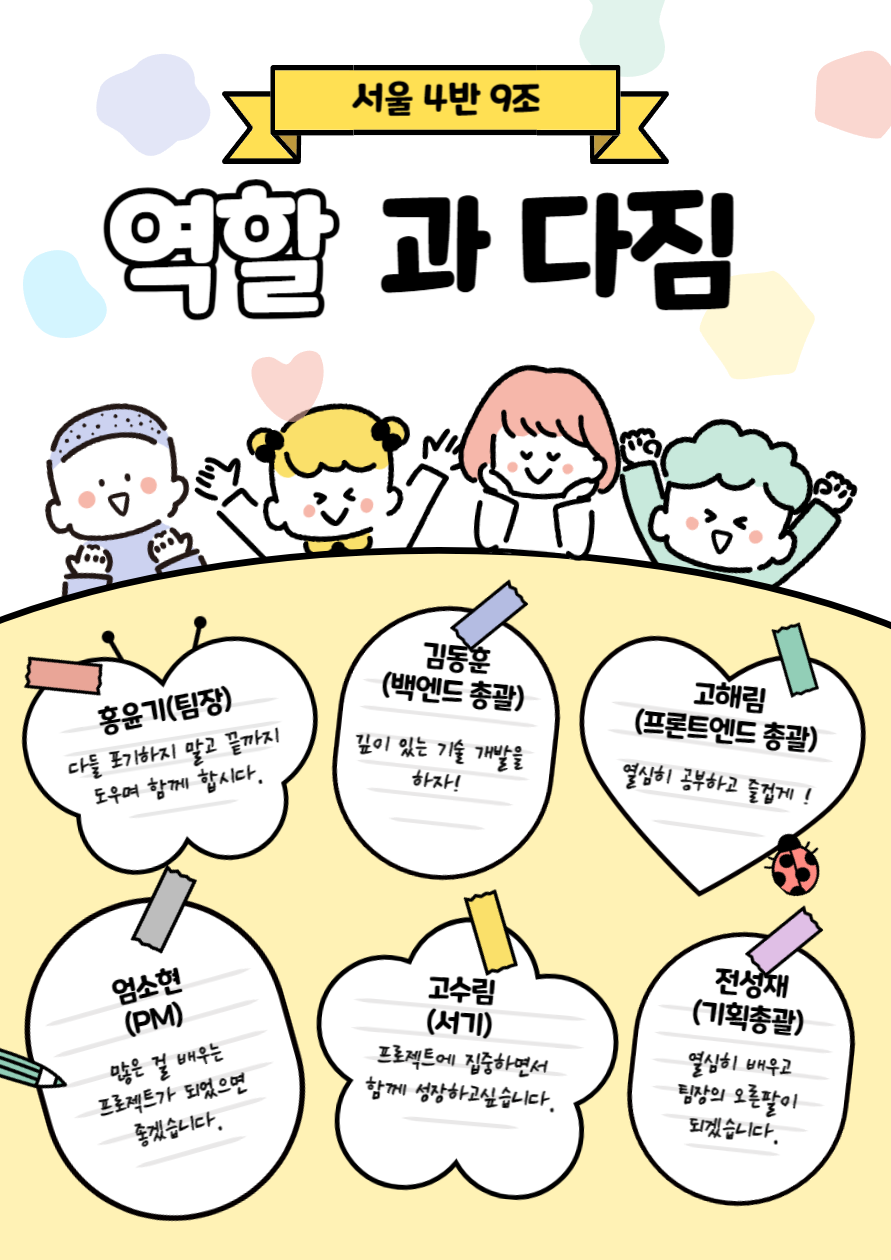 서울 4반 9조
역할 과 다짐
홍윤기(팀장)
다들 포기하지 말고 끝까지
도우며 함께 합시다.
김동훈
(백엔드 총괄)
깊이 있는 기술 개발을
하자!
고해림
(프론트엔드 총괄)
열심히 공부하고 즐겁게 !
엄소현
(PM)
많은 걸 배우는
프로젝트가 되었으면
좋겠습니다.
고수림
(서기)
프로젝트에 집중하면서
함께 성장하고싶습니다.
전성재
(기획총괄)
열심히 배우고
팀장의 오른팔이
되겠습니다.